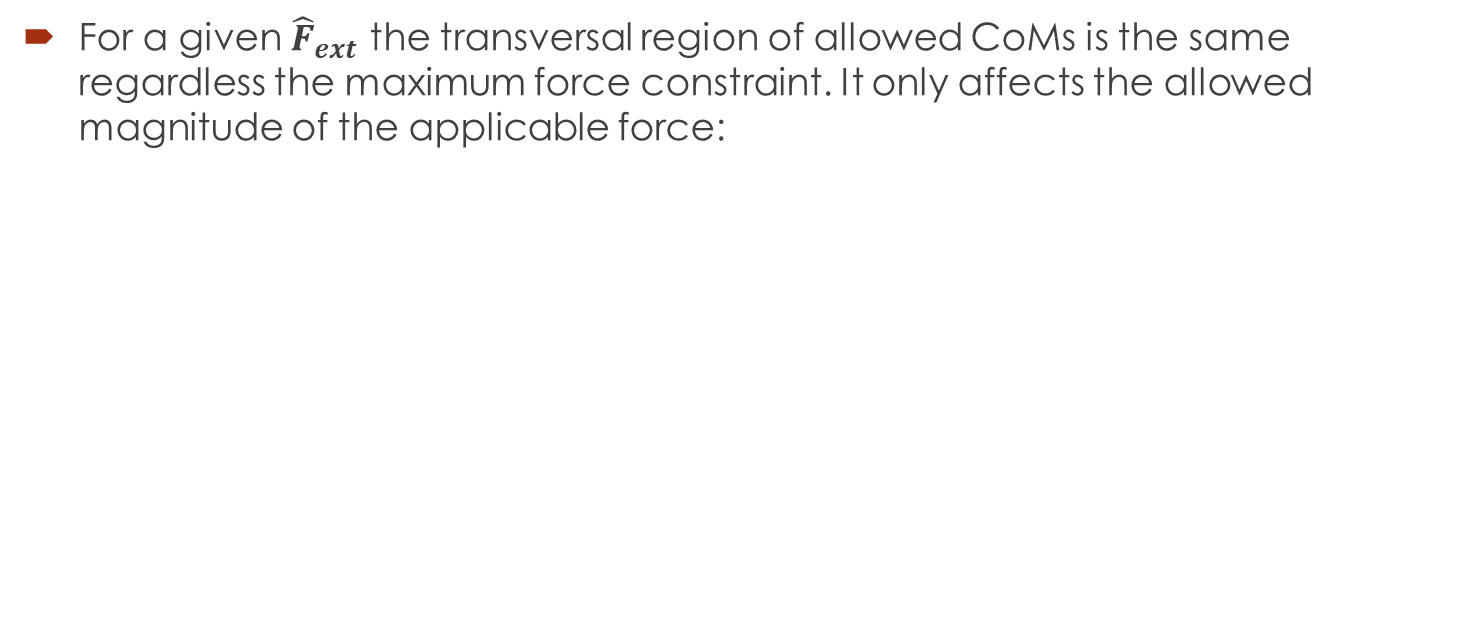 For a given F̂ext the transversal region of allowed CoMs is the same
regardless the maximum force constraint. It only affects the allowed
magnitude of the applicable force: